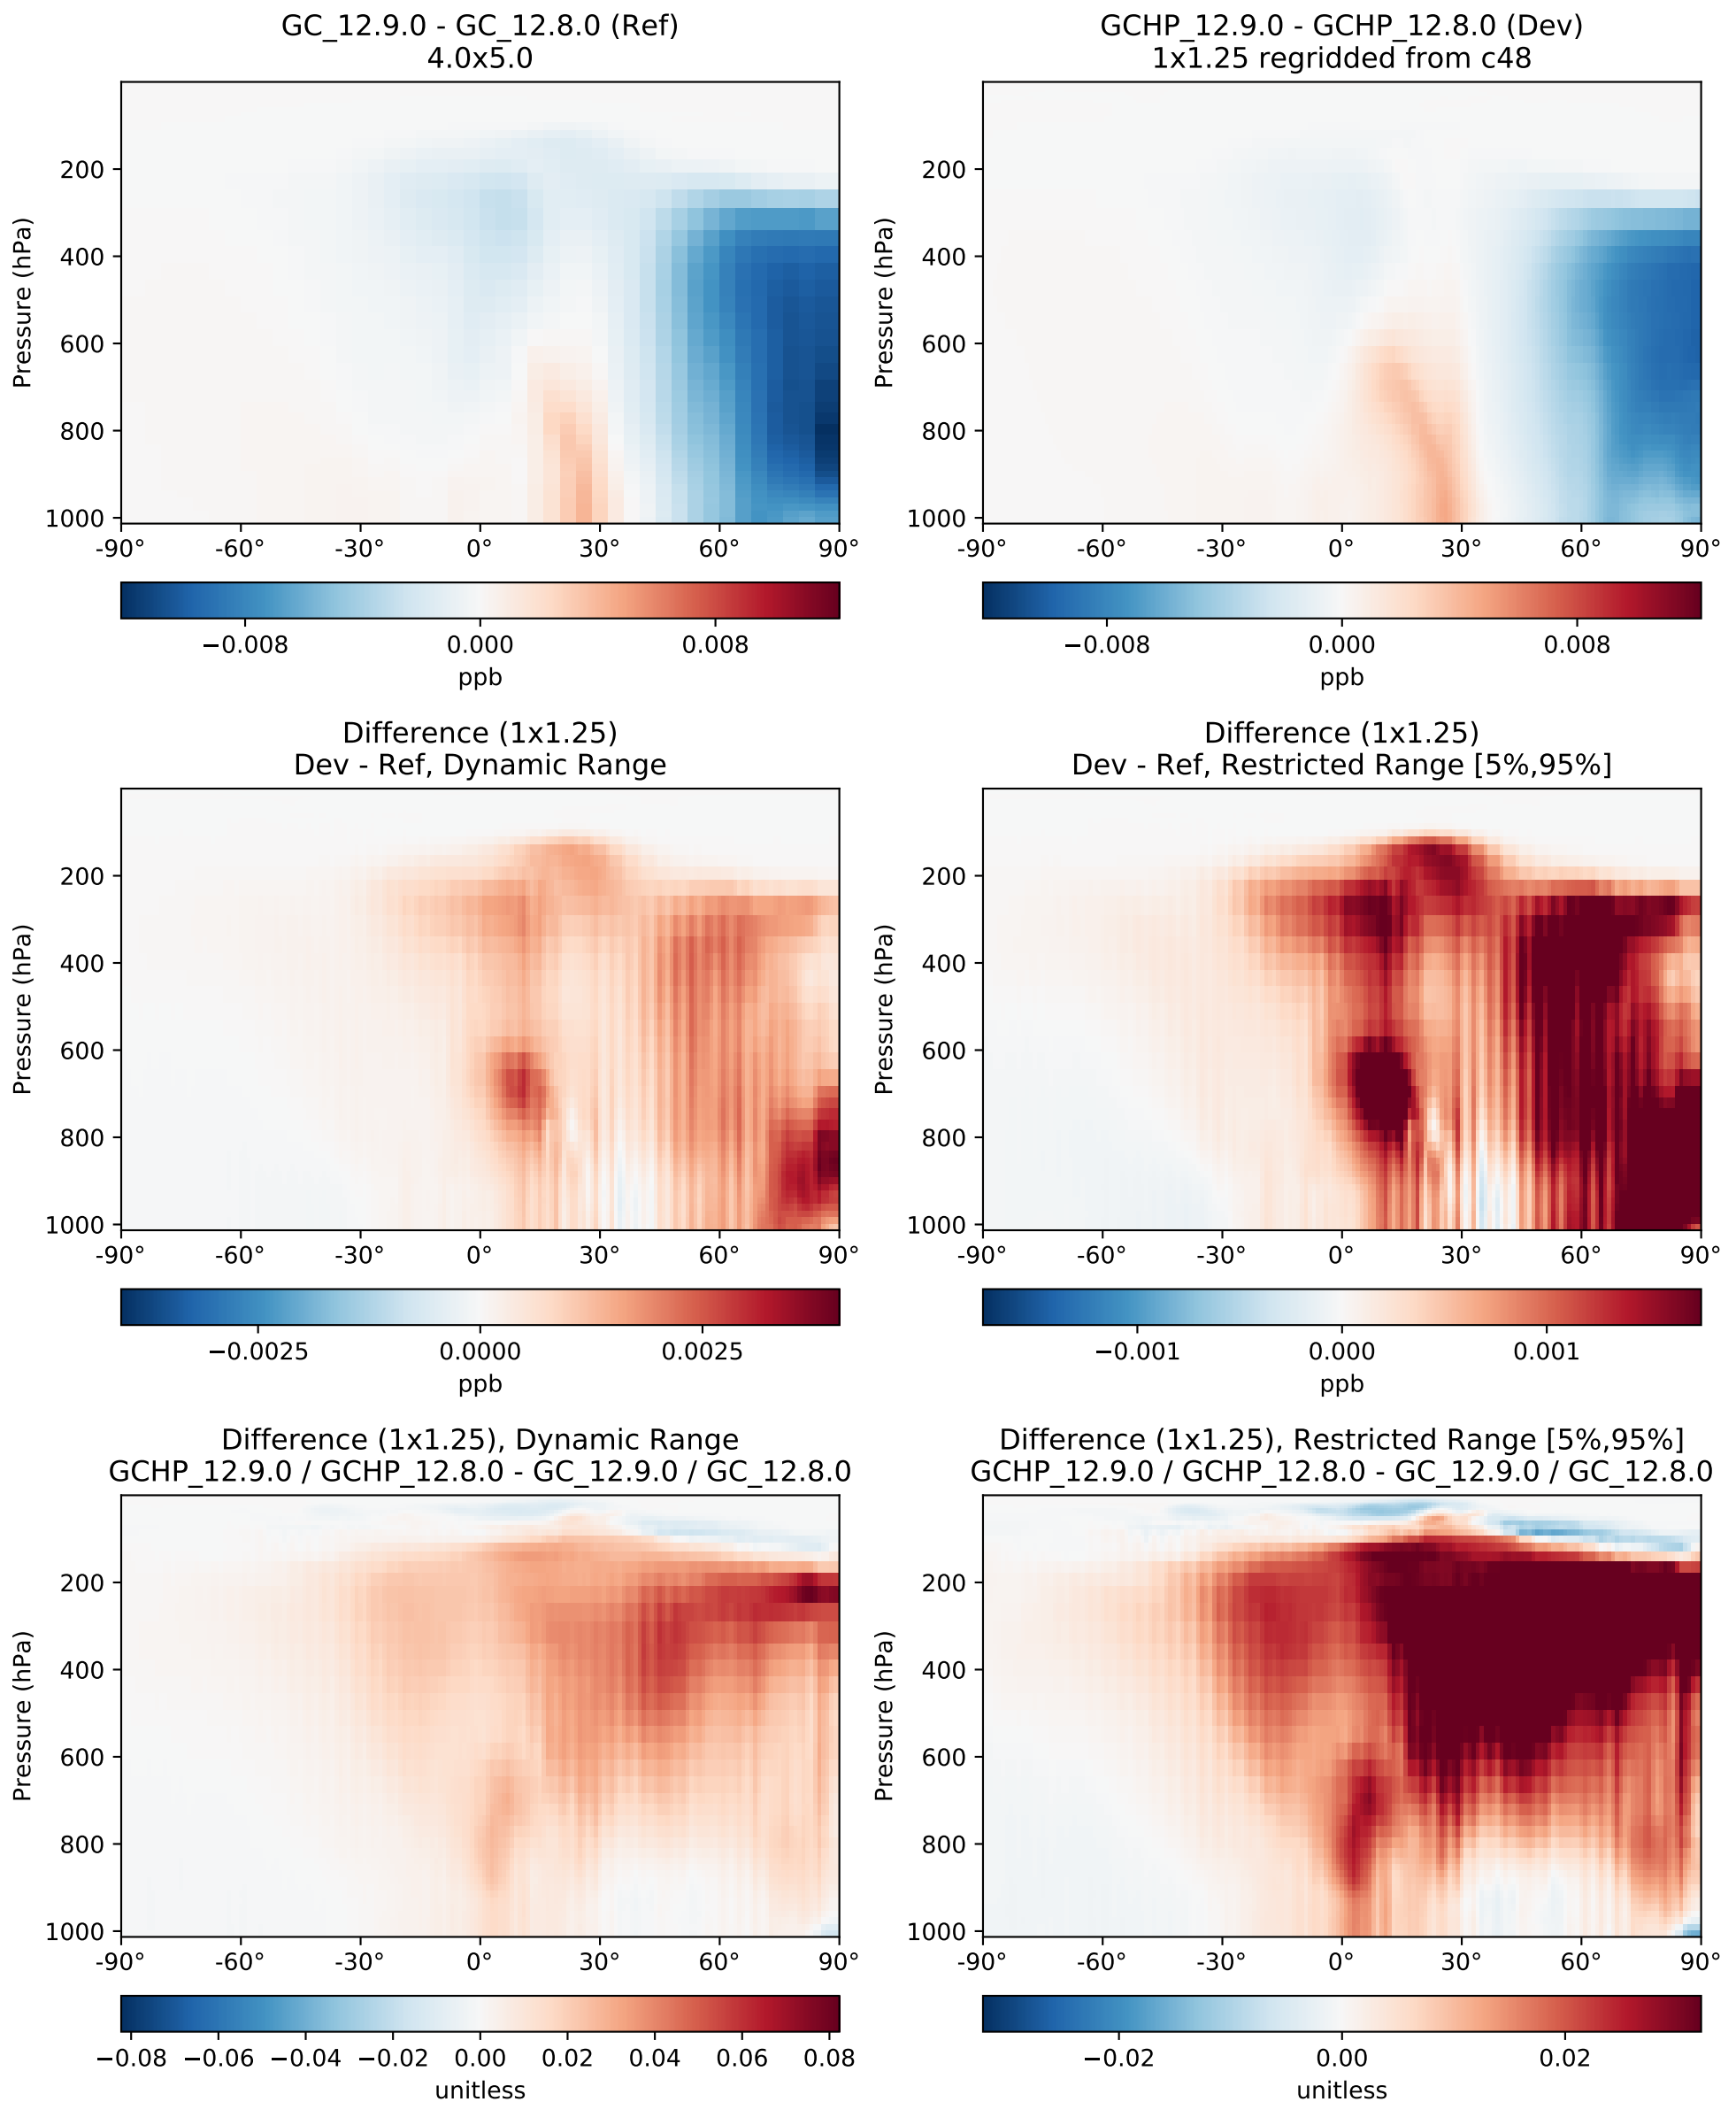 GC_12.9.0 - GC_12.8.0 (Ref)
4.0x5.0
Pressure (hPa)
200
400
600
800
1000
-90° -60° -30° 0° 30° 60° 90°
−0.008 0.000 0.008
ppb
GCHP_12.9.0 - GCHP_12.8.0 (Dev)
1x1.25 regridded from c48
Pressure (hPa)
200
400
600
800
1000
-90° -60° -30° 0° 30° 60° 90°
−0.008 0.000 0.008
ppb
Difference (1x1.25)
Dev - Ref, Dynamic Range
Pressure (hPa)
200
400
600
800
1000
-90° -60° -30° 0° 30° 60° 90°
−0.0025 0.0000 0.0025
ppb
Difference (1x1.25)
Dev - Ref, Restricted Range [5%,95%]
Pressure (hPa)
200
400
600
800
1000
-90° -60° -30° 0° 30° 60° 90°
−0.001 0.000 0.001
ppb
Difference (1x1.25), Dynamic Range
GCHP_12.9.0 / GCHP_12.8.0 - GC_12.9.0 / GC_12.8.0
Pressure (hPa)
200
400
600
800
1000
-90° -60° -30° 0° 30° 60° 90°
−0.08 −0.06 −0.04 −0.02 0.00 0.02 0.04 0.06 0.08
unitless
Difference (1x1.25), Restricted Range [5%,95%]
GCHP_12.9.0 / GCHP_12.8.0 - GC_12.9.0 / GC_12.8.0
Pressure (hPa)
200
400
600
800
1000
-90° -60° -30° 0° 30° 60° 90°
−0.02 0.00 0.02
unitless